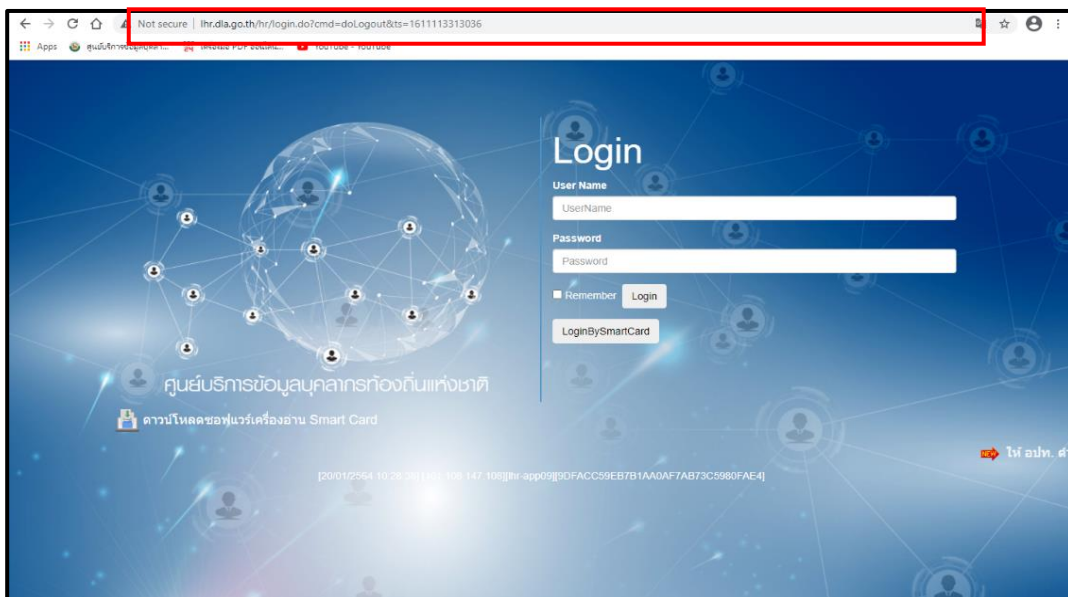 Not secure | lhr.dla.go.th/hr/login.do?cmd=doLogout&ts=1611113313036
Apps
YouTube - YouTube
Login
User Name
UserName
Password
Password
Remember Login
LoginBySmartCard
ศูนย์บริการข้อมูลบุคลากรท้องถิ่นแห่งชาติ
ดาวน์โหลดซอฟแวร์เครื่องอ่าน Smart Card
NEW ให้ อปท.